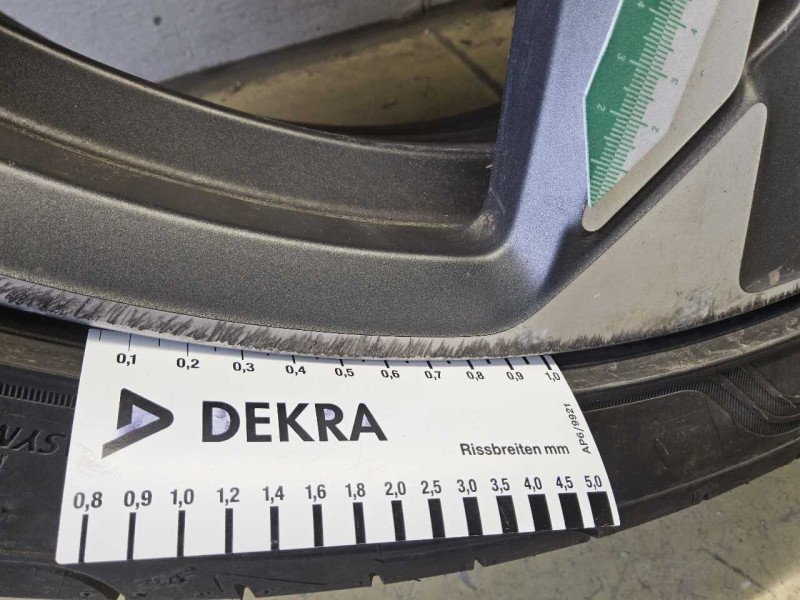 0,1 0,2 0,3 0,4 0,5 0,6 0,7 0,8 0,9 1,0
DEKRA
Rissbreiten mm
AP6/9921
0,8 0,9 1,0 1,2 1,4 1,6 1,8 2,0 2,5 3,0 3,5 4,0 4,5 5,0